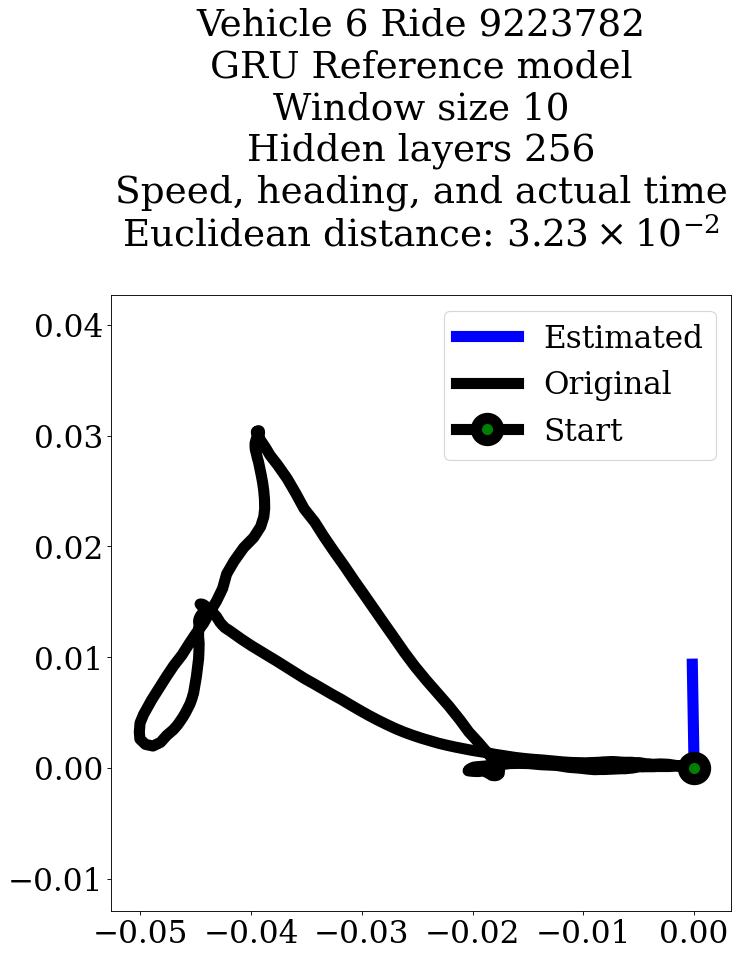 Vehicle 6 Ride 9223782
GRU Reference model
Window size 10
Hidden layers 256
Speed, heading, and actual time
Euclidean distance: 3.23 × 10⁻²
Estimated
Original
Start
0.04
0.03
0.02
0.01
0.00
−0.01
−0.05 −0.04 −0.03 −0.02 −0.01 0.00